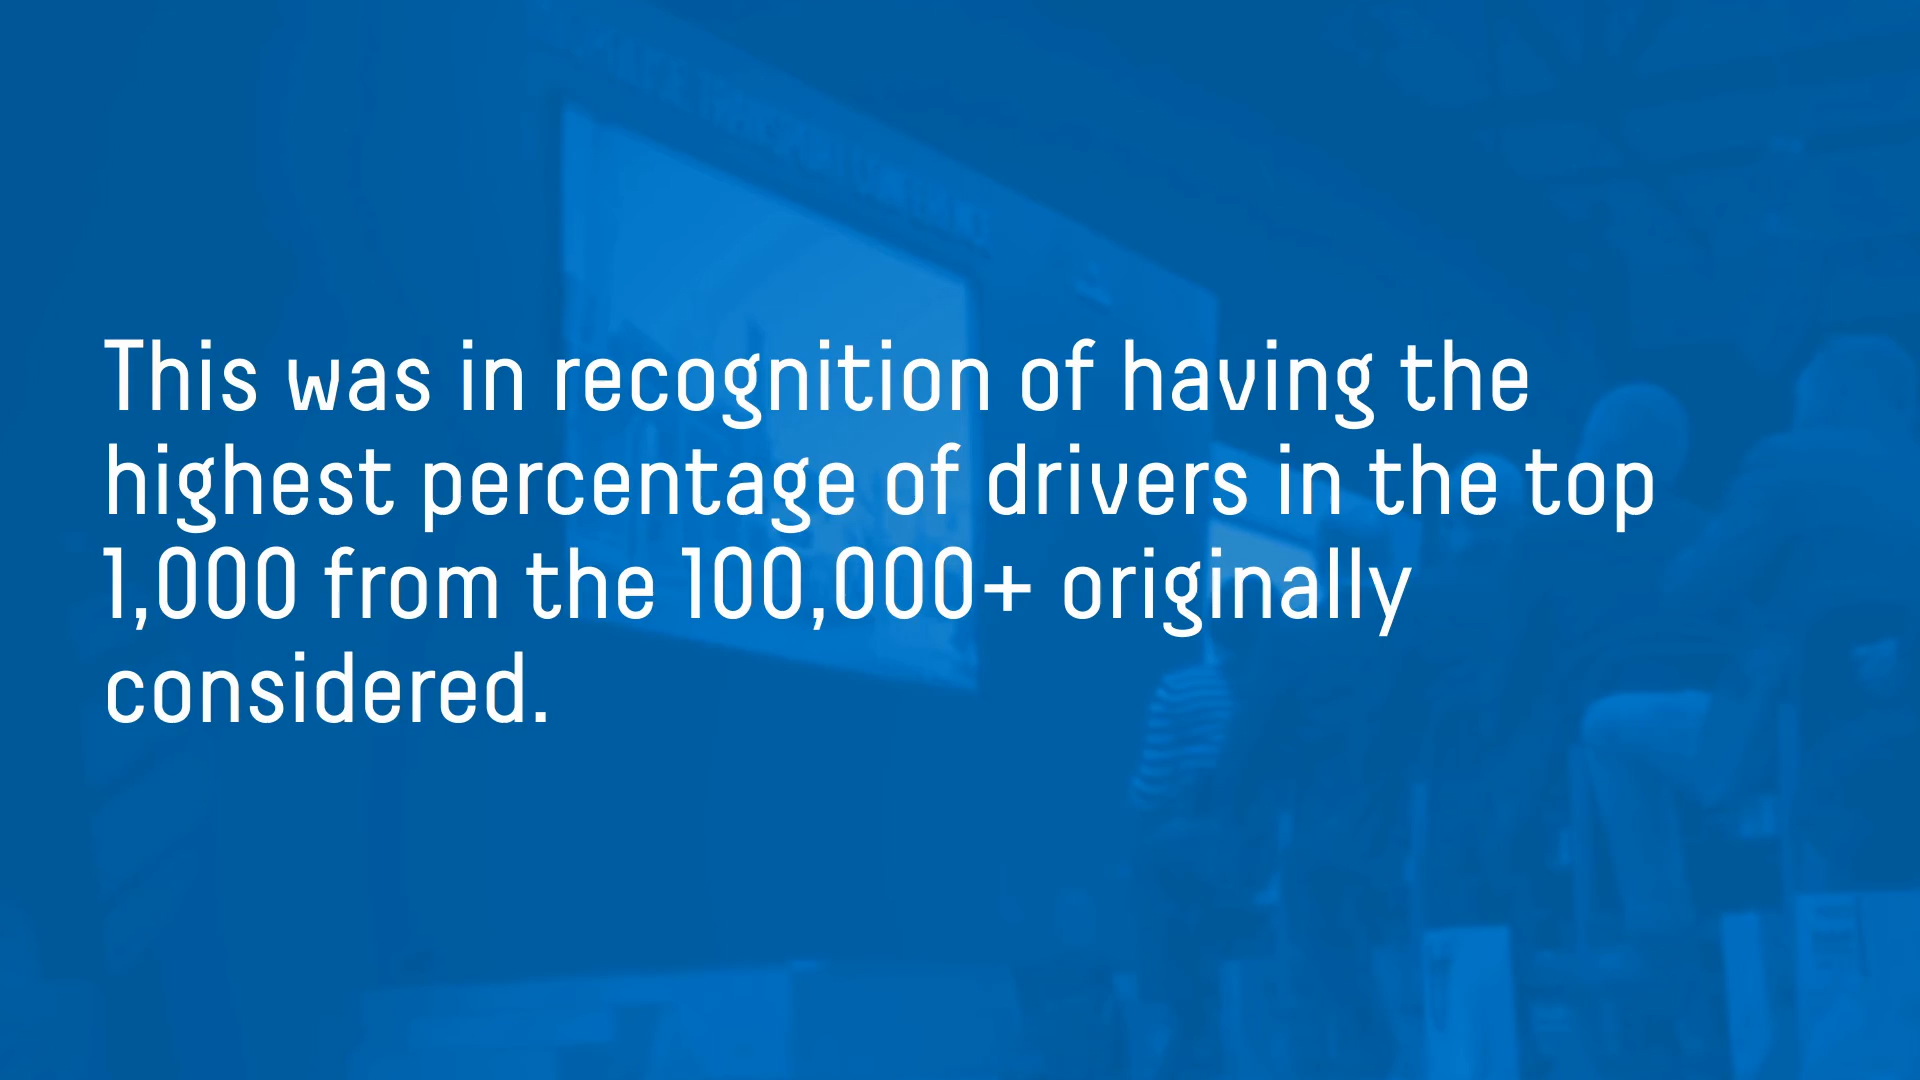 This was in recognition of having the
highest percentage of drivers in the top
1,000 from the 100,000+ originally
considered.